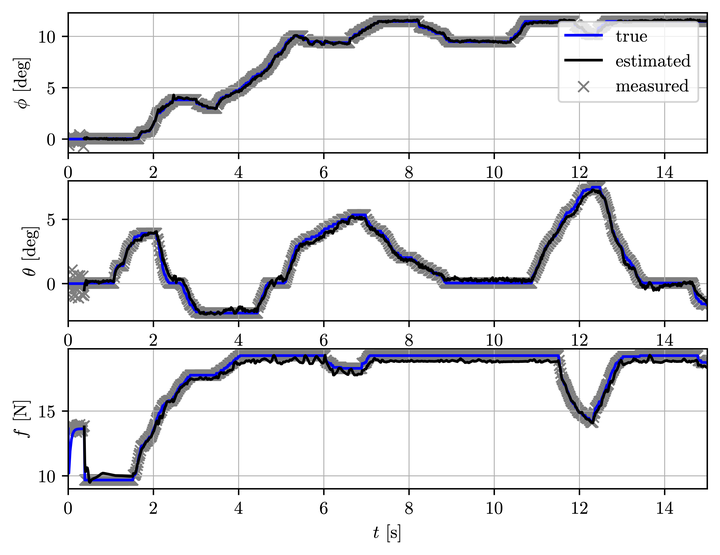 10
5
0
ϕ [deg]
true
estimated
measured
0 2 4 6 8 10 12 14
5
0
θ [deg]
0 2 4 6 8 10 12 14
15
10
f [N]
0 2 4 6 8 10 12 14
t [s]